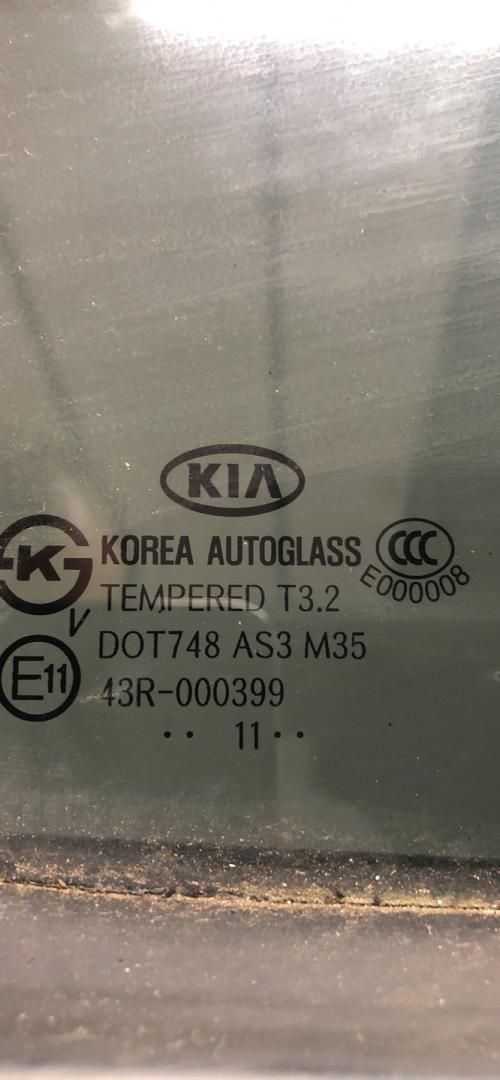 KIA
KOREA AUTOGLASS
CCC
E000008
K
TEMPERED T3.2
V
DOT748 AS3 M35
E11
43R-000399
·· 11 ··